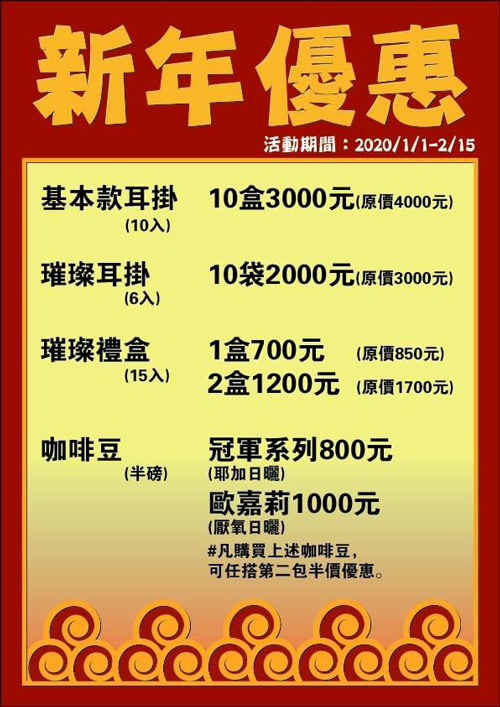 新年優惠
活動期間：2020/1/1-2/15
基本款耳掛 10盒3000元(原價4000元)
(10入)
璀璨耳掛 10袋2000元(原價3000元)
(6入)
璀璨禮盒 1盒700元 (原價850元)
(15入)
2盒1200元 (原價1700元)
咖啡豆 冠軍系列800元
(半磅) (耶加日曬)
歐嘉莉1000元
(厭氧日曬)
#凡購買上述咖啡豆，
可任搭第二包半價優惠。